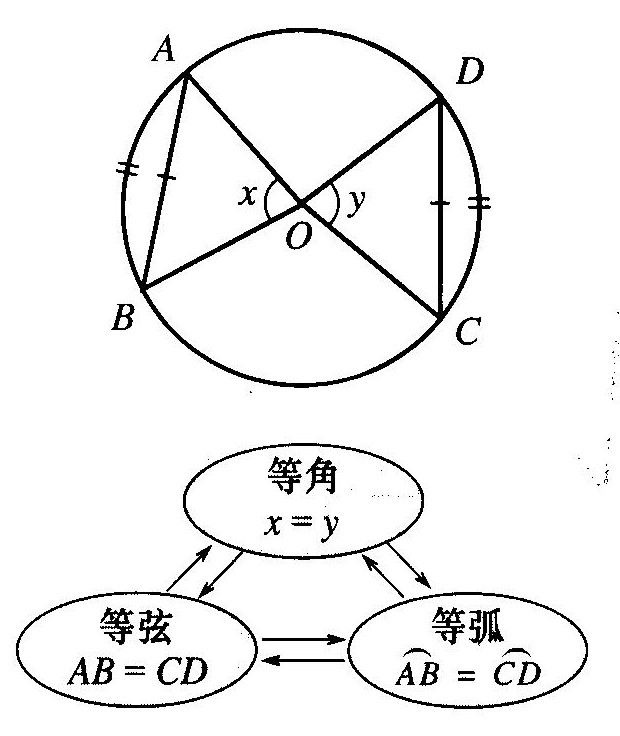 A
D
x
y
O
B
C
等角
x = y
等弦
AB = CD
等弧
⌒AB = ⌒CD